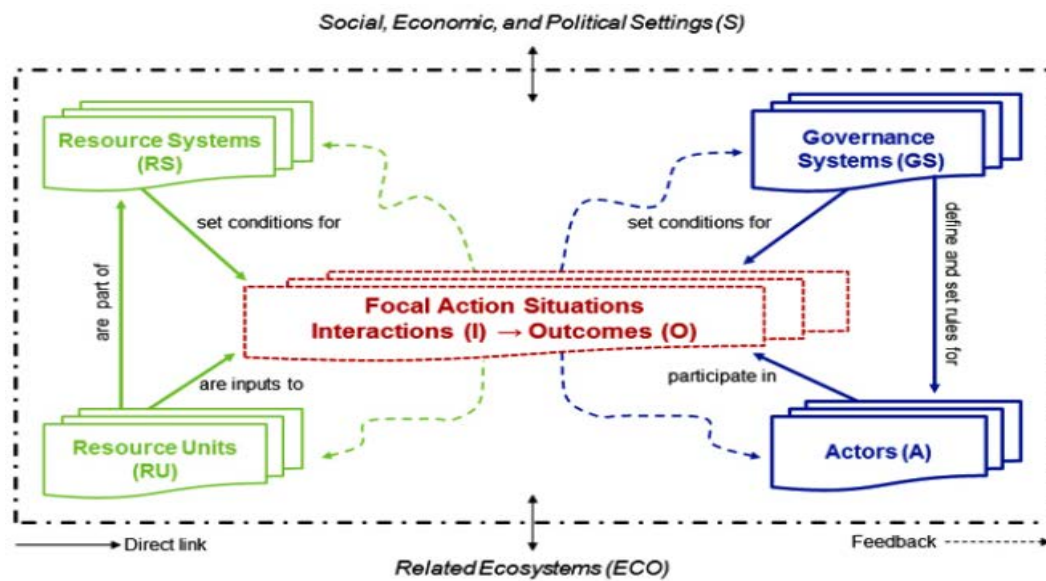 Social, Economic, and Political Settings (S)
Resource Systems
(RS)
Governance
Systems (GS)
set conditions for
set conditions for
are part of
define and set rules for
Focal Action Situations
Interactions (I) → Outcomes (O)
are inputs to
participate in
Resource Units
(RU)
Actors (A)
Direct link
Feedback
Related Ecosystems (ECO)